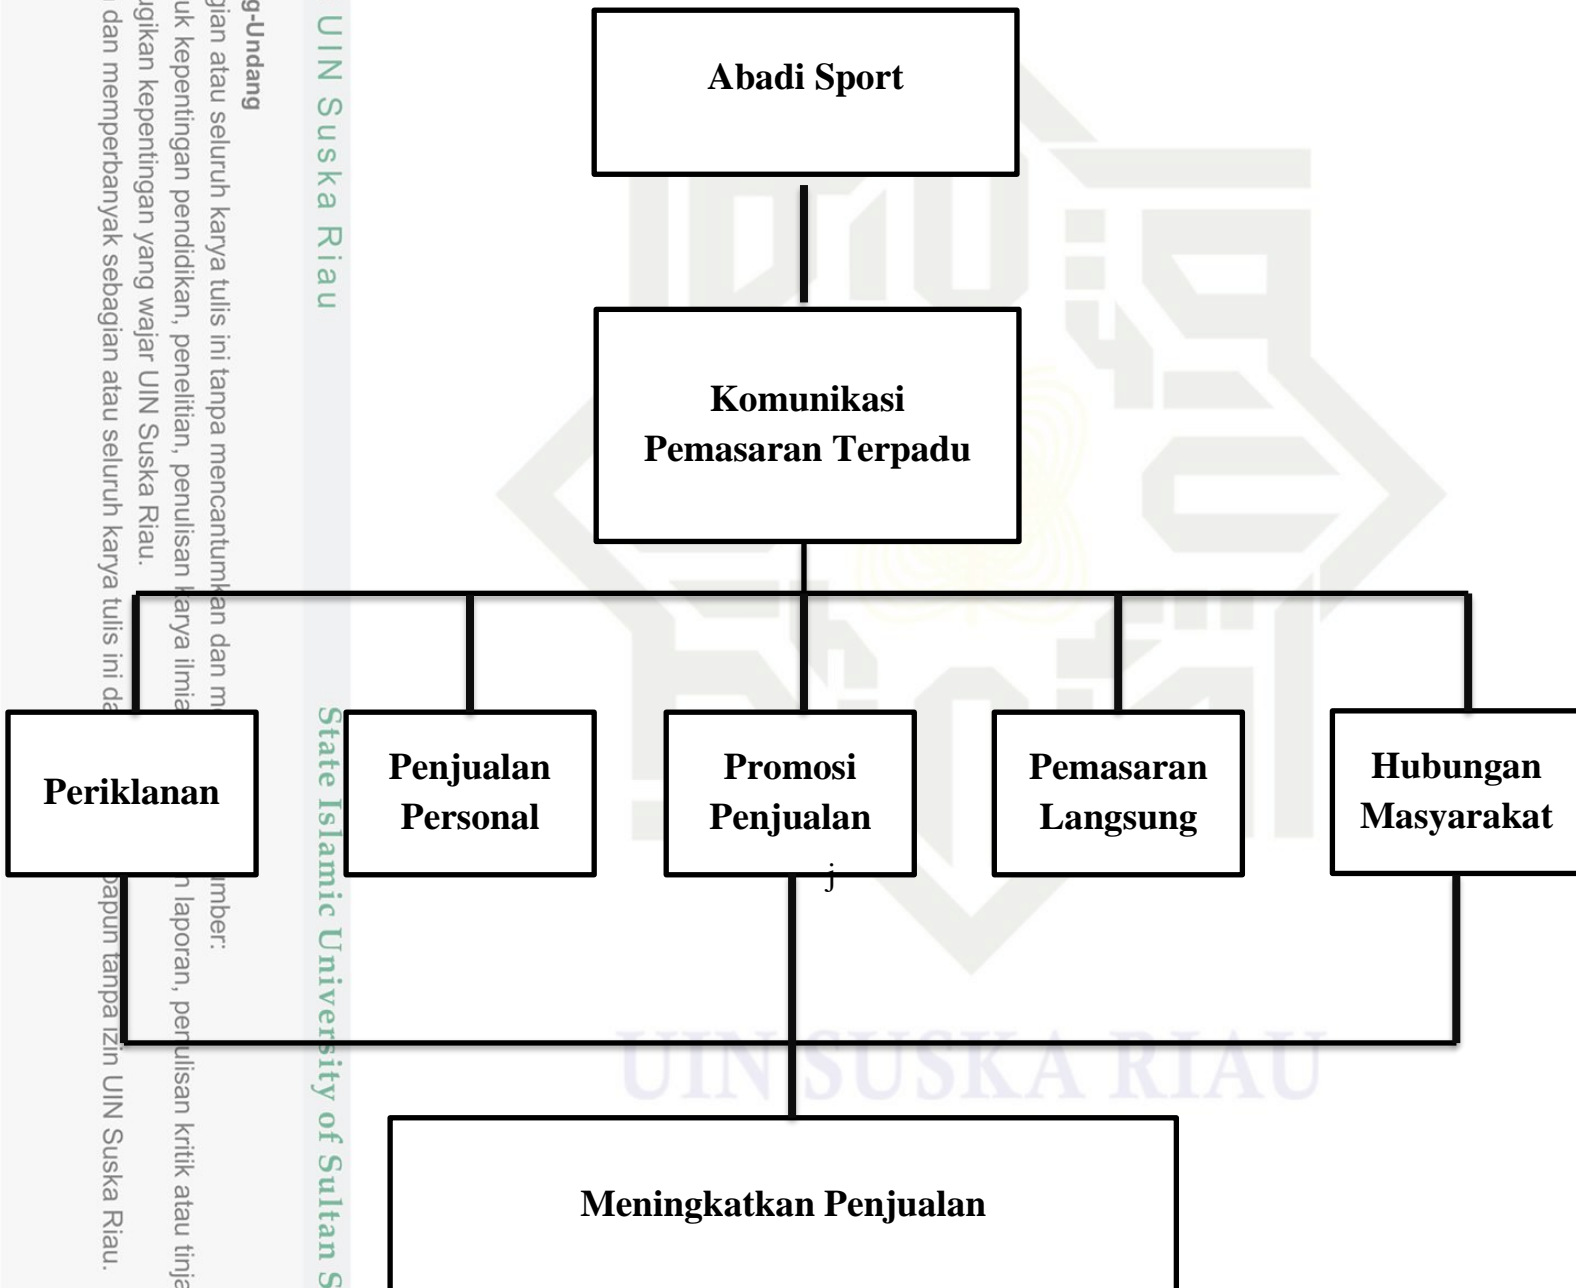 Abadi Sport
Komunikasi
Pemasaran Terpadu
Periklanan
Penjualan
Personal
Promosi
Penjualan
j
Pemasaran
Langsung
Hubungan
Masyarakat
Meningkatkan Penjualan
UIN SUSKA RIAU
UIN Suska Riau
State Islamic University of Sultan
g-Undang
gian atau seluruh karya tulis ini tanpa mencantumkan dan me
mber:
uk kepentingan pendidikan, penelitian, penulisan karya ilmia
n laporan, penulisan kritik atau tinja
ugikan kepentingan yang wajar UIN Suska Riau.
dan memperbanyak sebagian atau seluruh karya tulis ini da
papun tanpa izin UIN Suska Riau.